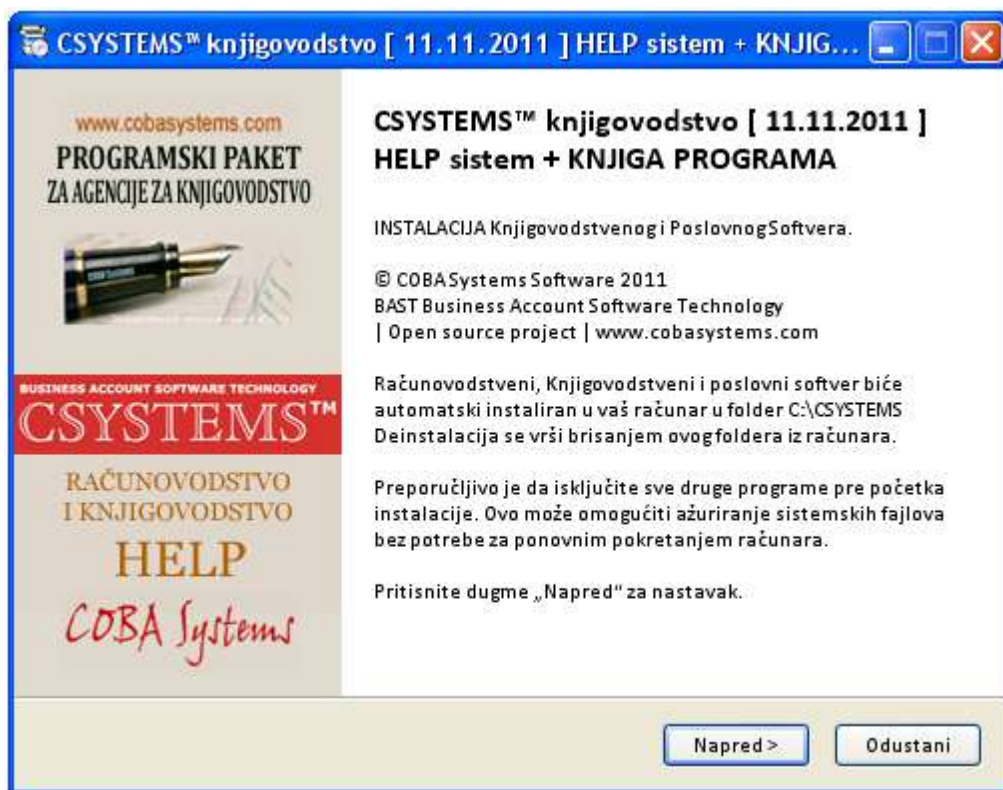 CSYSTEMS™ knjigovodstvo [ 11.11.2011 ] HELP sistem + KNJIG...
www.cobasystems.com
PROGRAMSKI PAKET
ZA AGENCIJE ZA KNJIGOVODSTVO
BUSINESS ACCOUNT SOFTWARE TECHNOLOGY
CSYSTEMS™
RAČUNOVODSTVO
I KNJIGOVODSTVO
HELP
COBA Systems
CSYSTEMS™ knjigovodstvo [ 11.11.2011 ]
HELP sistem + KNJIGA PROGRAMA
INSTALACIJA Knjigovodstvenog i Poslovnog Softvera.
© COBA Systems Software 2011
BAST Business Account Software Technology
| Open source project | www.cobasystems.com
Računovodstveni, Knjigovodstveni i poslovni softver biće
automatski instaliran u vaš računar u folder C:\CSYSTEMS
Deinstalacija se vrši brisanjem ovog foldera iz računara.
Preporučljivo je da isključite sve druge programe pre početka
instalacije. Ovo može omogućiti ažuriranje sistemskih fajlova
bez potrebe za ponovnim pokretanjem računara.
Pritisnite dugme „Napred“ za nastavak.
Napred >
Odustani